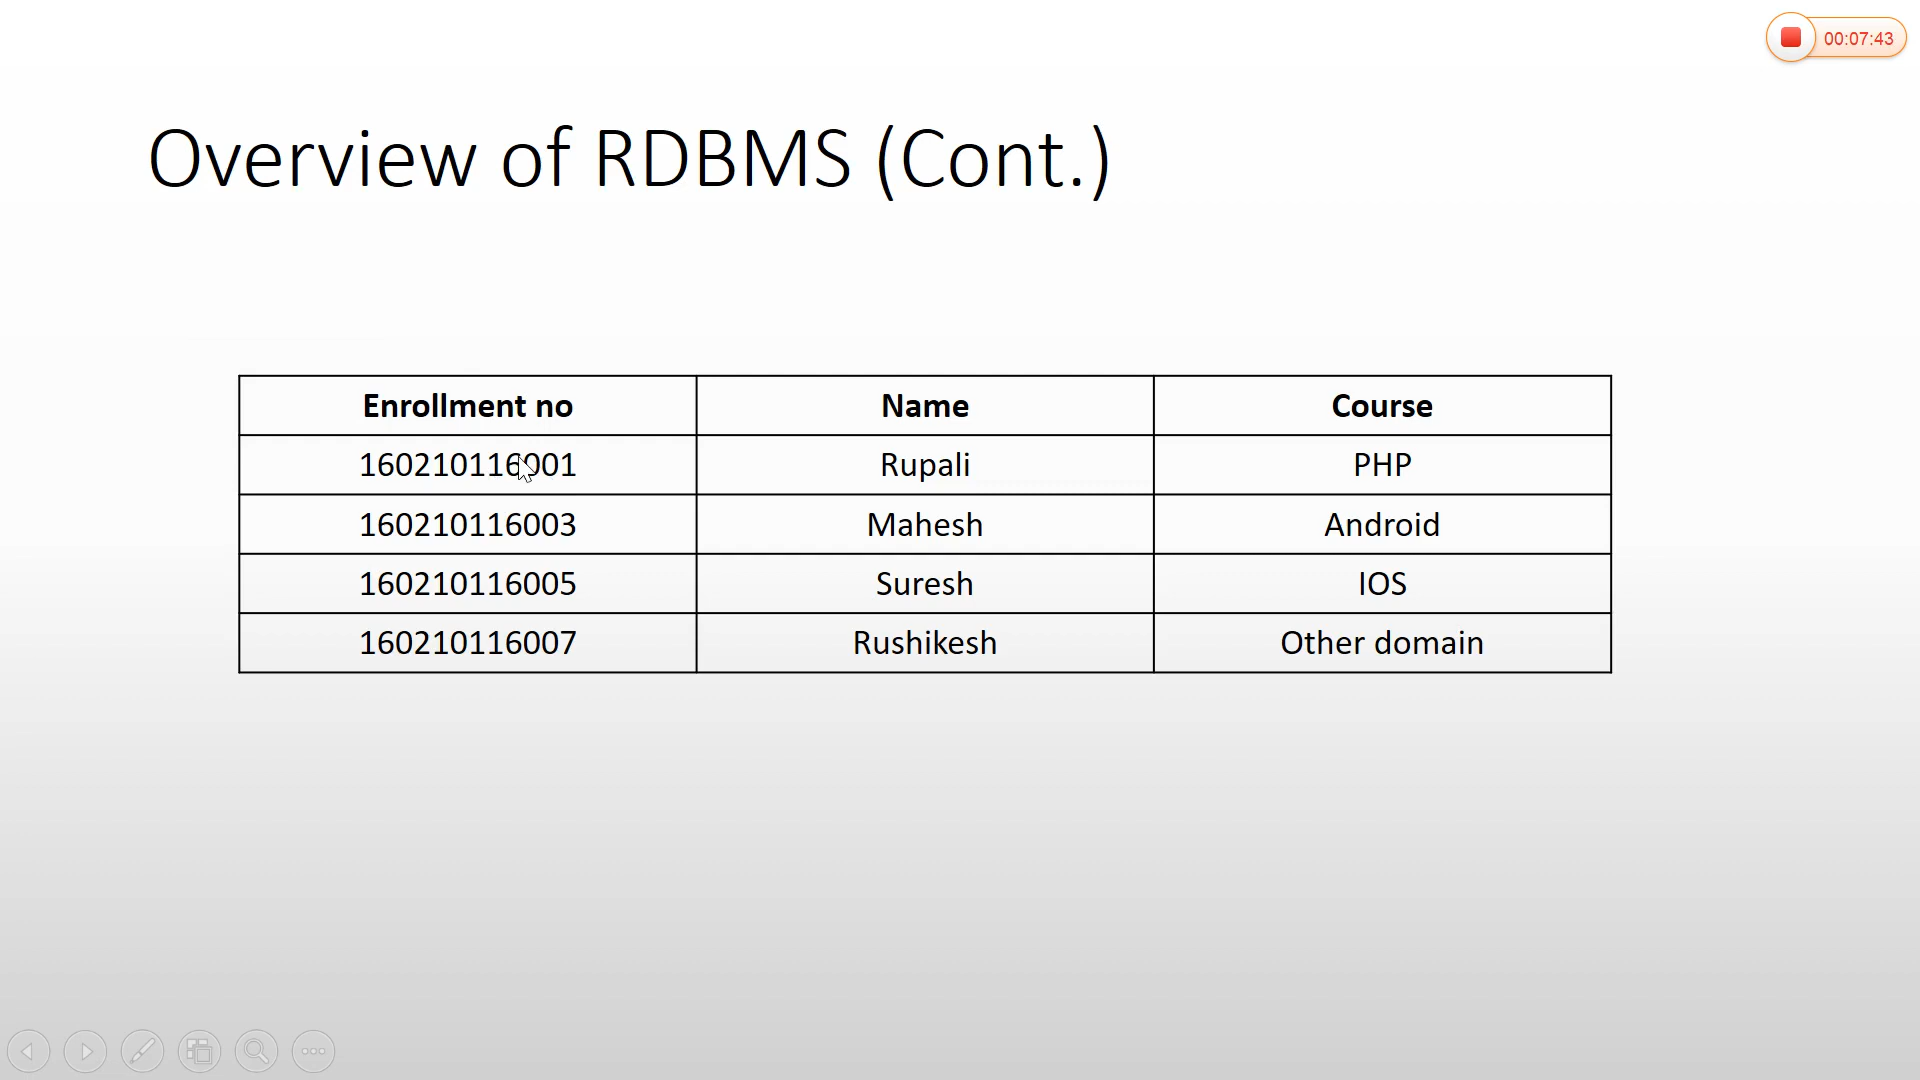 00:07:43
Overview of RDBMS (Cont.)
Enrollment no Name Course
160210116001 Rupali PHP
160210116003 Mahesh Android
160210116005 Suresh IOS
160210116007 Rushikesh Other domain